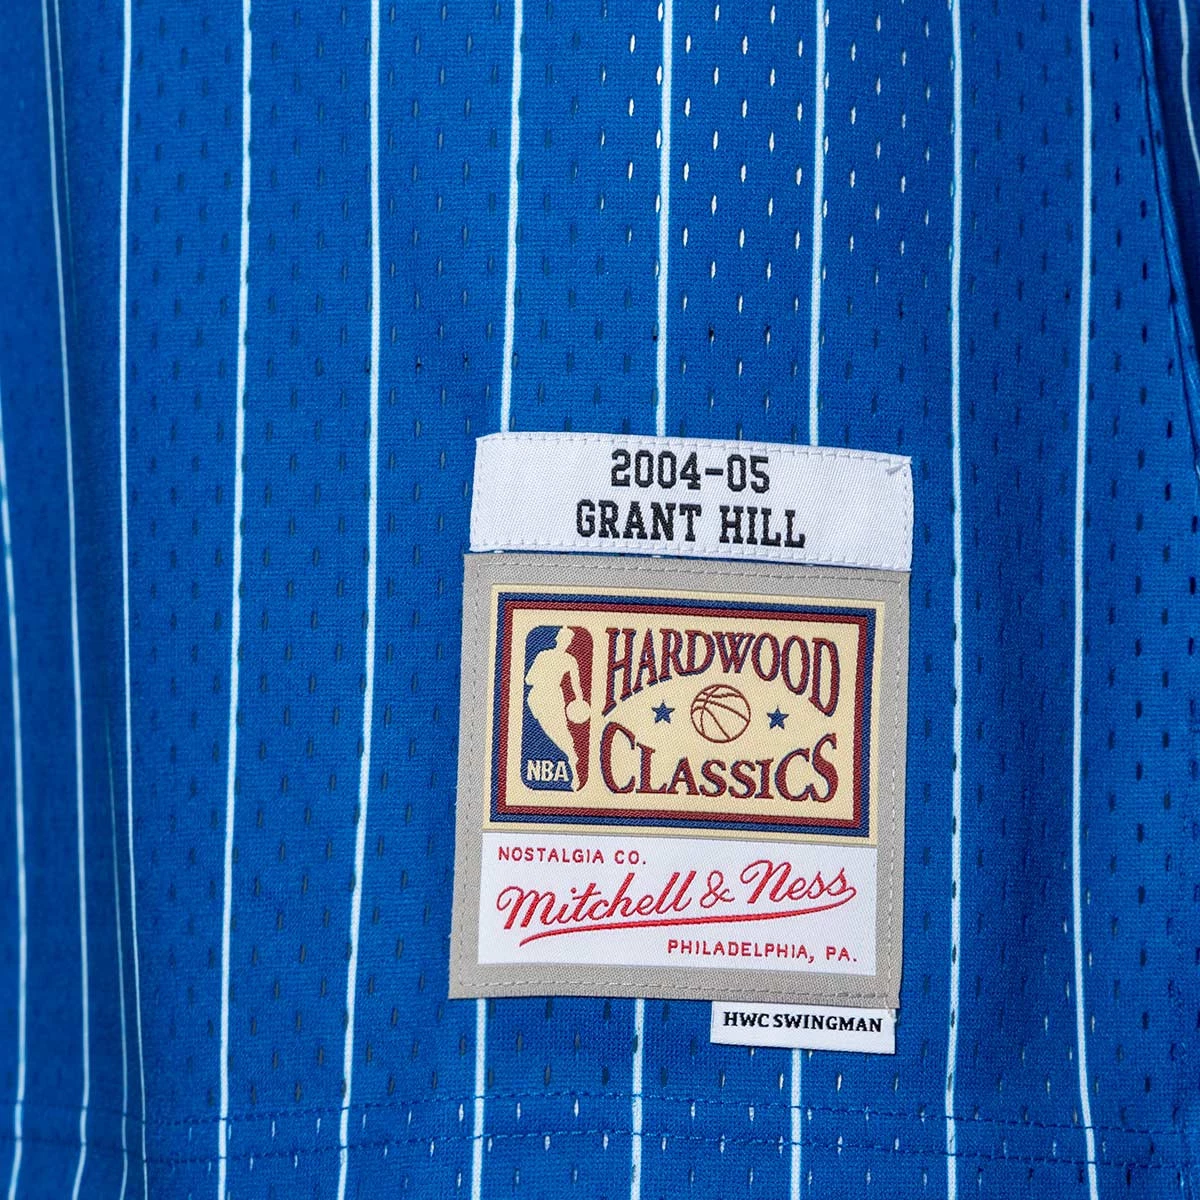 2004-05
GRANT HILL
HARDWOOD
CLASSICS
NBA
NOSTALGIA CO.
Mitchell & Ness
PHILADELPHIA, PA.
HWC SWINGMAN